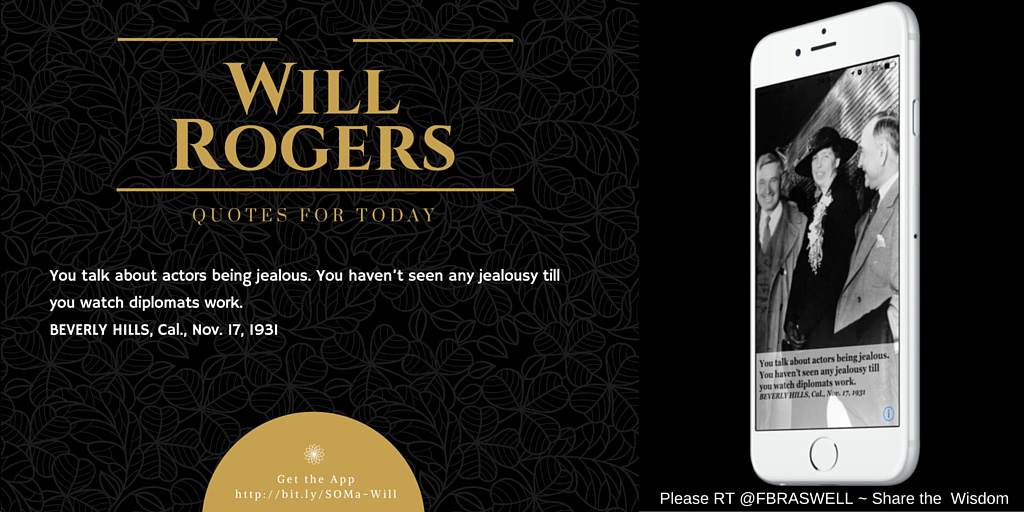 WILL
ROGERS
QUOTES FOR TODAY
You talk about actors being jealous. You haven't seen any jealousy till
you watch diplomats work.
BEVERLY HILLS, Cal., Nov. 17, 1931
Get the App
http://bit.ly/SOMa-Will
You talk about actors being jealous.
You haven't seen any jealousy till
you watch diplomats work.
BEVERLY HILLS, Cal., Nov. 17, 1931
Please RT @FBRASWELL ~ Share the Wisdom